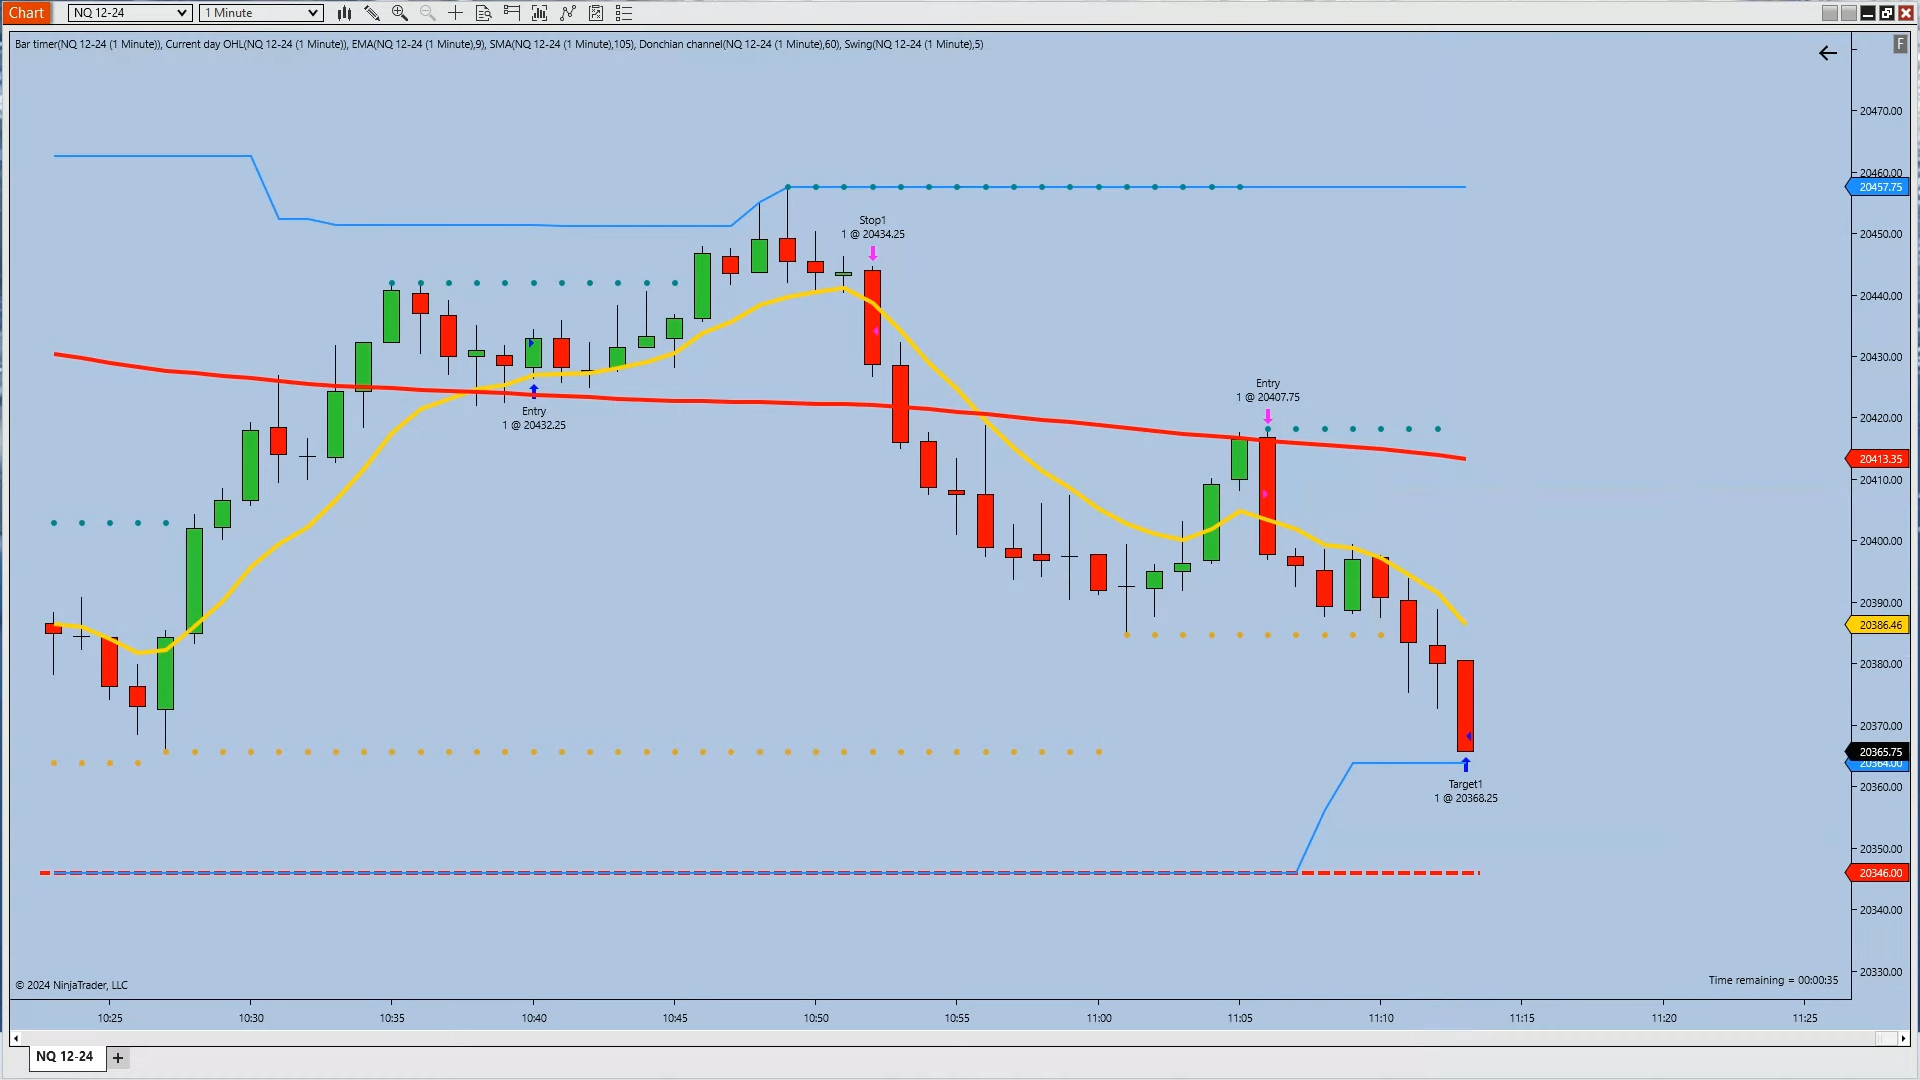 Chart NQ 12-24 1 Minute
Bar timer(NQ 12-24 (1 Minute)), Current day OHL(NQ 12-24 (1 Minute)), EMA(NQ 12-24 (1 Minute),9), SMA(NQ 12-24 (1 Minute),105), Donchian channel(NQ 12-24 (1 Minute),60), Swing(NQ 12-24 (1 Minute),5)
F
20470.00
20460.00
20457.75
Stop1
1 @ 20434.25
20450.00
20440.00
20430.00
Entry
1 @ 20432.25
Entry
1 @ 20407.75
20420.00
20413.35
20410.00
20400.00
20390.00
20386.46
20380.00
20370.00
20365.75
20364.00
Target1
1 @ 20368.25
20360.00
20350.00
20346.00
20340.00
20330.00
© 2024 NinjaTrader, LLC
Time remaining = 00:00:35
10:25 10:30 10:35 10:40 10:45 10:50 10:55 11:00 11:05 11:10 11:15 11:20 11:25
NQ 12-24 +